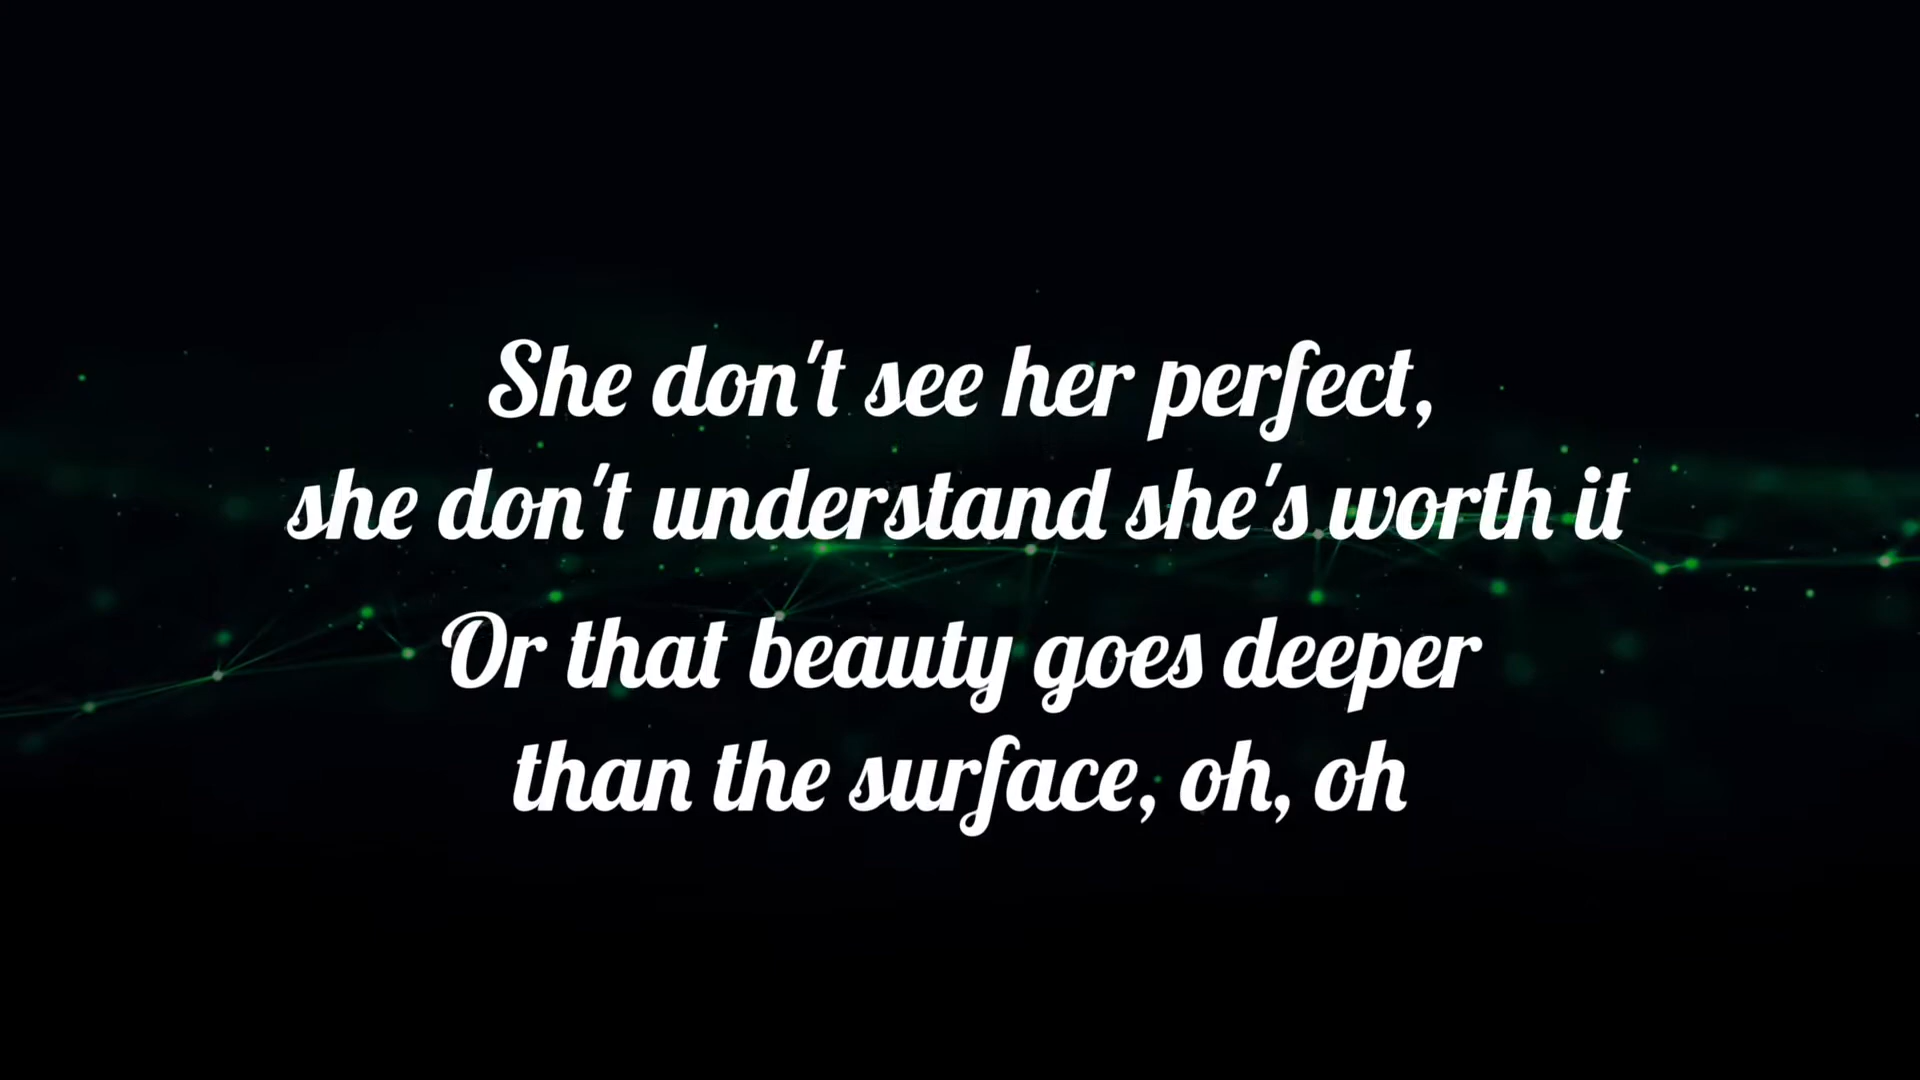 She don't see her perfect,
she don't understand she's worth it
Or that beauty goes deeper
than the surface, oh, oh